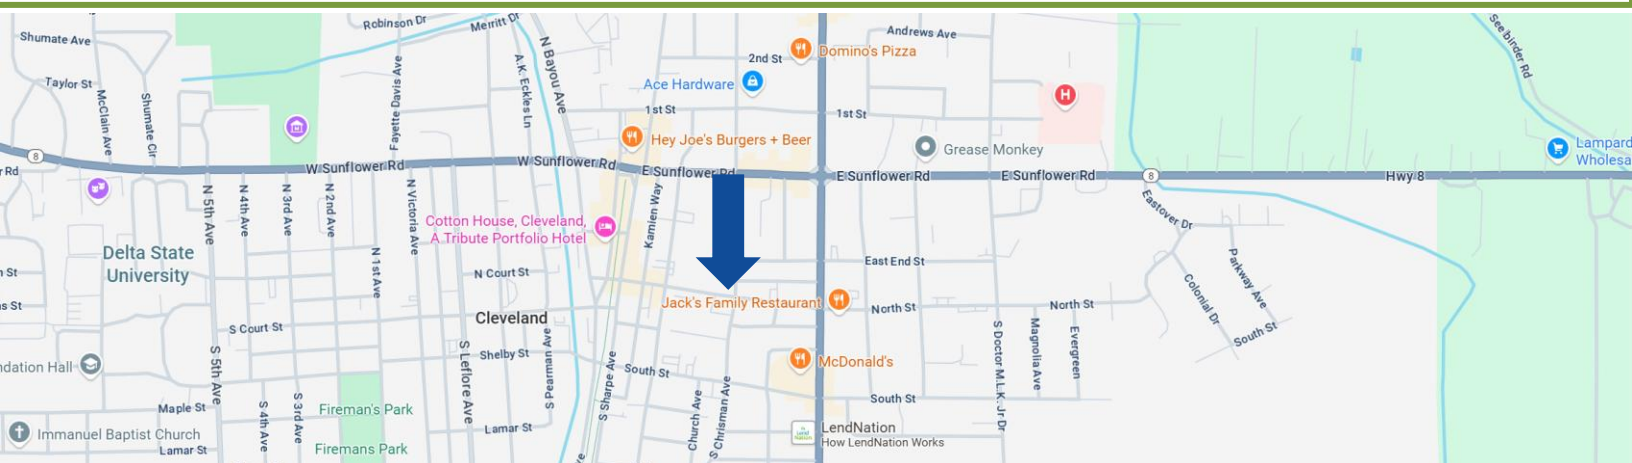 Robinson Dr
Merritt Dr
See binder Rd
Shumate Ave
N Bayou Ave
Andrews Ave
Domino's Pizza
2nd St
A.K. Eckles Ln
Fayette Davis Ave
Taylor St
Ace Hardware
McClain Ave
Shumate Cir
1st St
1st St
H
Hey Joe's Burgers + Beer
Grease Monkey
Lampard
Wholesa
8
W Sunflower Rd
W Sunflower Rd
E Sunflower Rd
E Sunflower Rd
E Sunflower Rd
8
Hwy 8
r Rd
N 5th Ave
N 4th Ave
N 3rd Ave
N 2nd Ave
N Victoria Ave
Kamien Way
Eastover Dr
Cotton House, Cleveland,
A Tribute Portfolio Hotel
Delta State
University
N 1st Ave
N Court St
East End St
Parkway Ave
Colonial Dr
h St
Jack's Family Restaurant
North St
North St
ns St
Cleveland
S Court St
S Pearman Ave
S Doctor M.L.K. Jr Dr
Magnolia Ave
Evergreen
South St
S 5th Ave
S Leflore Ave
Shelby St
S Sharpe Ave
South St
McDonald's
ndation Hall
Church Ave
S Chrisman Ave
South St
Maple St
S 4th Ave
S 3rd Ave
Fireman's Park
Lamar St
LendNation
How LendNation Works
Immanuel Baptist Church
Lamar St
Firemans Park